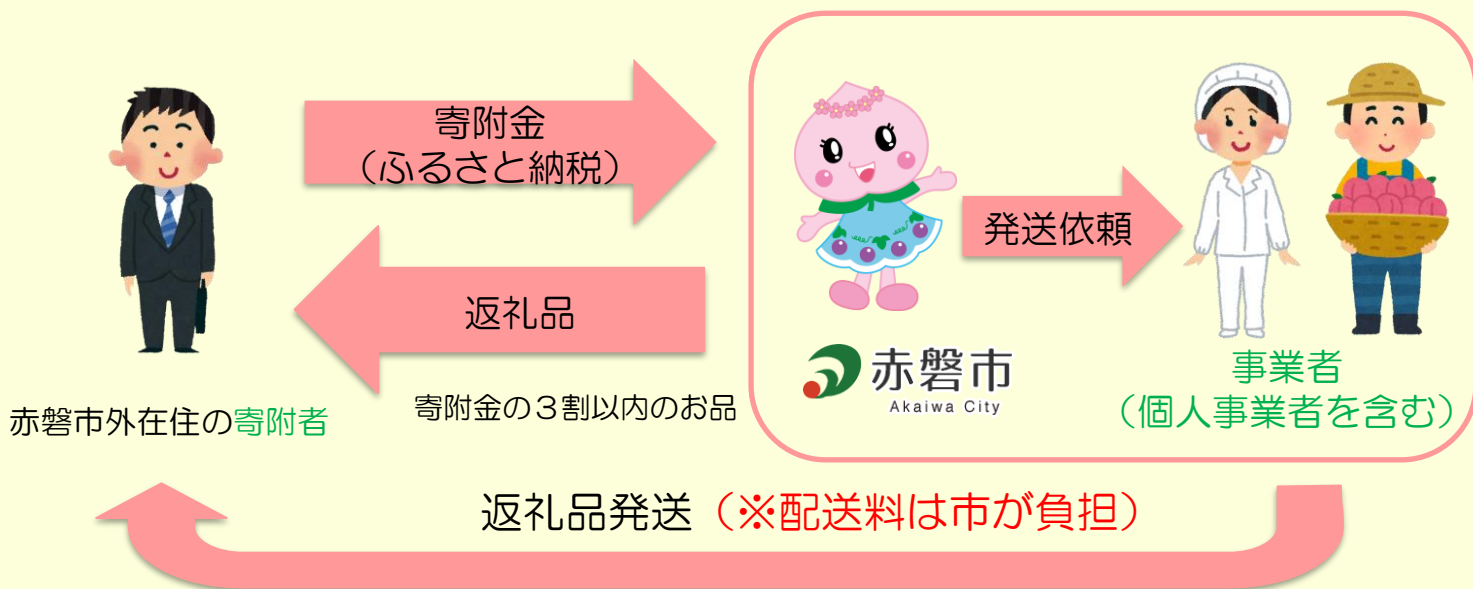 寄附金
（ふるさと納税）
発送依頼
返礼品
赤磐市
Akaiwa City
事業者
（個人事業者を含む）
寄附金の３割以内のお品
赤磐市外在住の寄附者
返礼品発送（※配送料は市が負担）